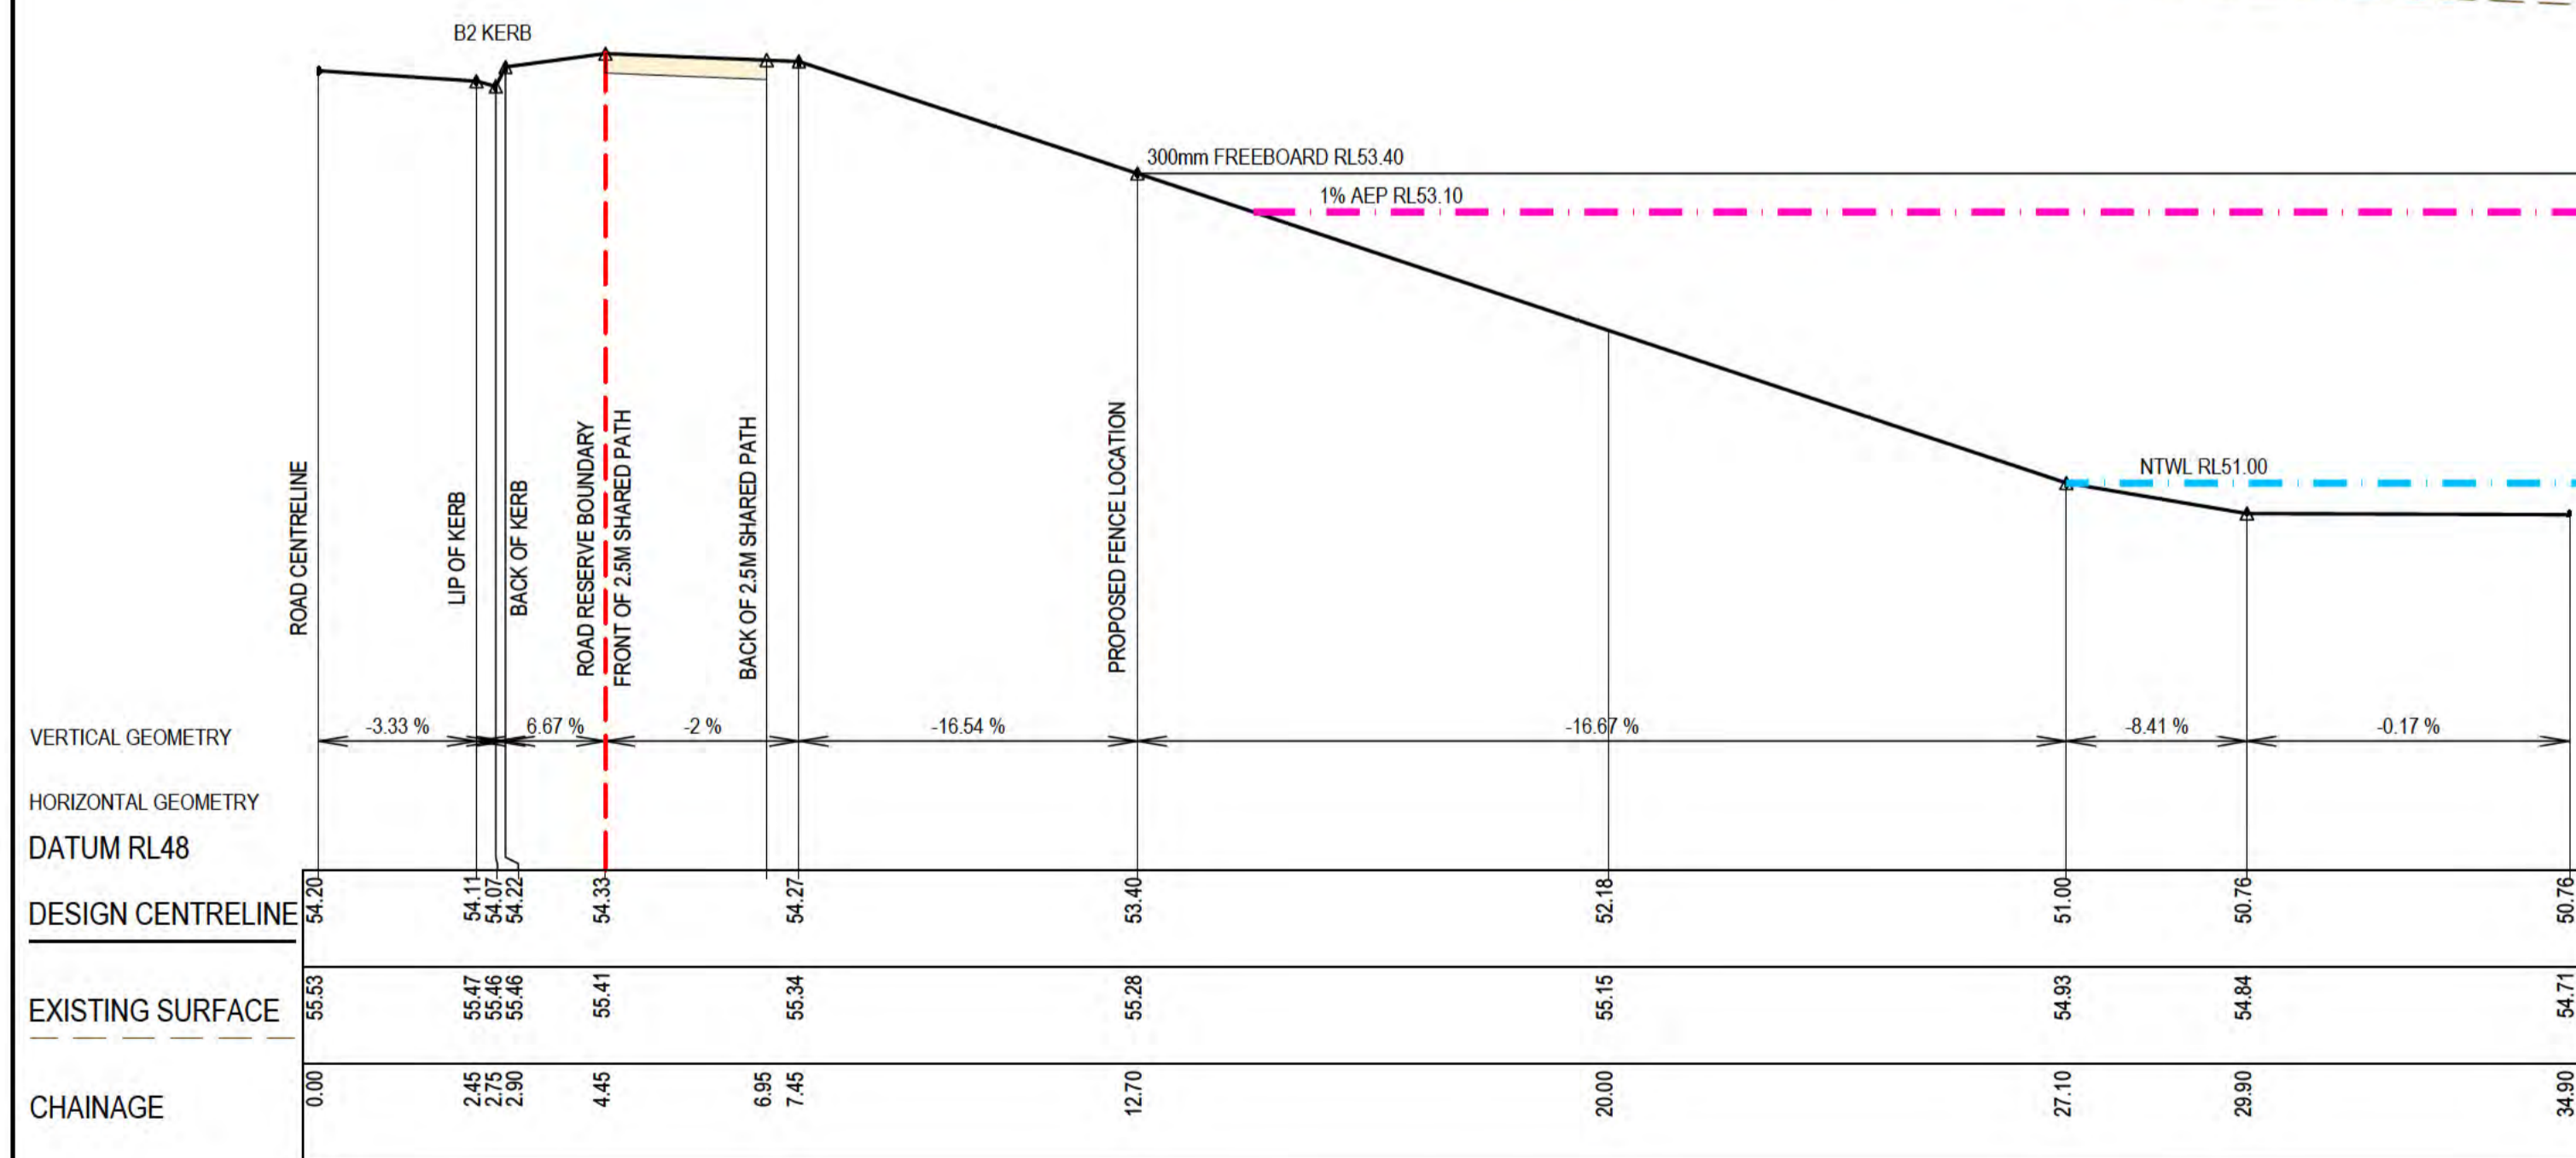 B2 KERB
300mm FREEBOARD RL53.40
1% AEP RL53.10
NTWL RL51.00
ROAD CENTRELINE
LIP OF KERB
BACK OF KERB
ROAD RESERVE BOUNDARY
FRONT OF 2.5M SHARED PATH
BACK OF 2.5M SHARED PATH
PROPOSED FENCE LOCATION
VERTICAL GEOMETRY
-3.33 %
6.67 %
-2 %
-16.54 %
-16.67 %
-8.41 %
-0.17 %
HORIZONTAL GEOMETRY
DATUM RL48
DESIGN CENTRELINE
54.20
54.11
54.07
54.22
54.33
54.27
53.40
52.18
51.00
50.76
50.76
EXISTING SURFACE
55.53
55.47
55.46
55.46
55.41
55.34
55.28
55.15
54.93
54.84
54.71
CHAINAGE
0.00
2.45
2.75
2.90
4.45
6.95
7.45
12.70
20.00
27.10
29.90
34.90